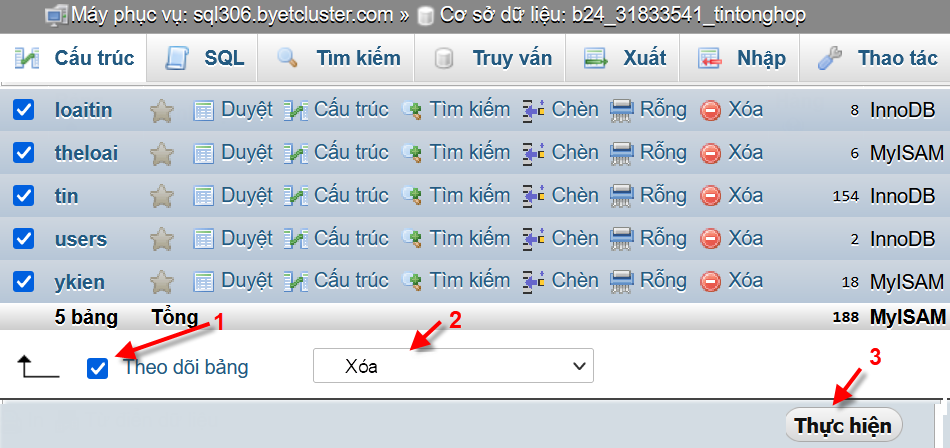 Máy phục vụ: sql306.byetcluster.com » Cơ sở dữ liệu: b24_31833541_tintonghop
Cấu trúc SQL Tìm kiếm Truy vấn Xuất Nhập Thao tác
loaitin Duyệt Cấu trúc Tìm kiếm Chèn Rỗng Xóa 8 InnoDB
theloai Duyệt Cấu trúc Tìm kiếm Chèn Rỗng Xóa 6 MyISAM
tin Duyệt Cấu trúc Tìm kiếm Chèn Rỗng Xóa 154 InnoDB
users Duyệt Cấu trúc Tìm kiếm Chèn Rỗng Xóa 2 InnoDB
ykien Duyệt Cấu trúc Tìm kiếm Chèn Rỗng Xóa 18 MyISAM
5 bảng Tổng 188 MyISAM
1 2
Theo dõi bảng Xóa
3
Thực hiện